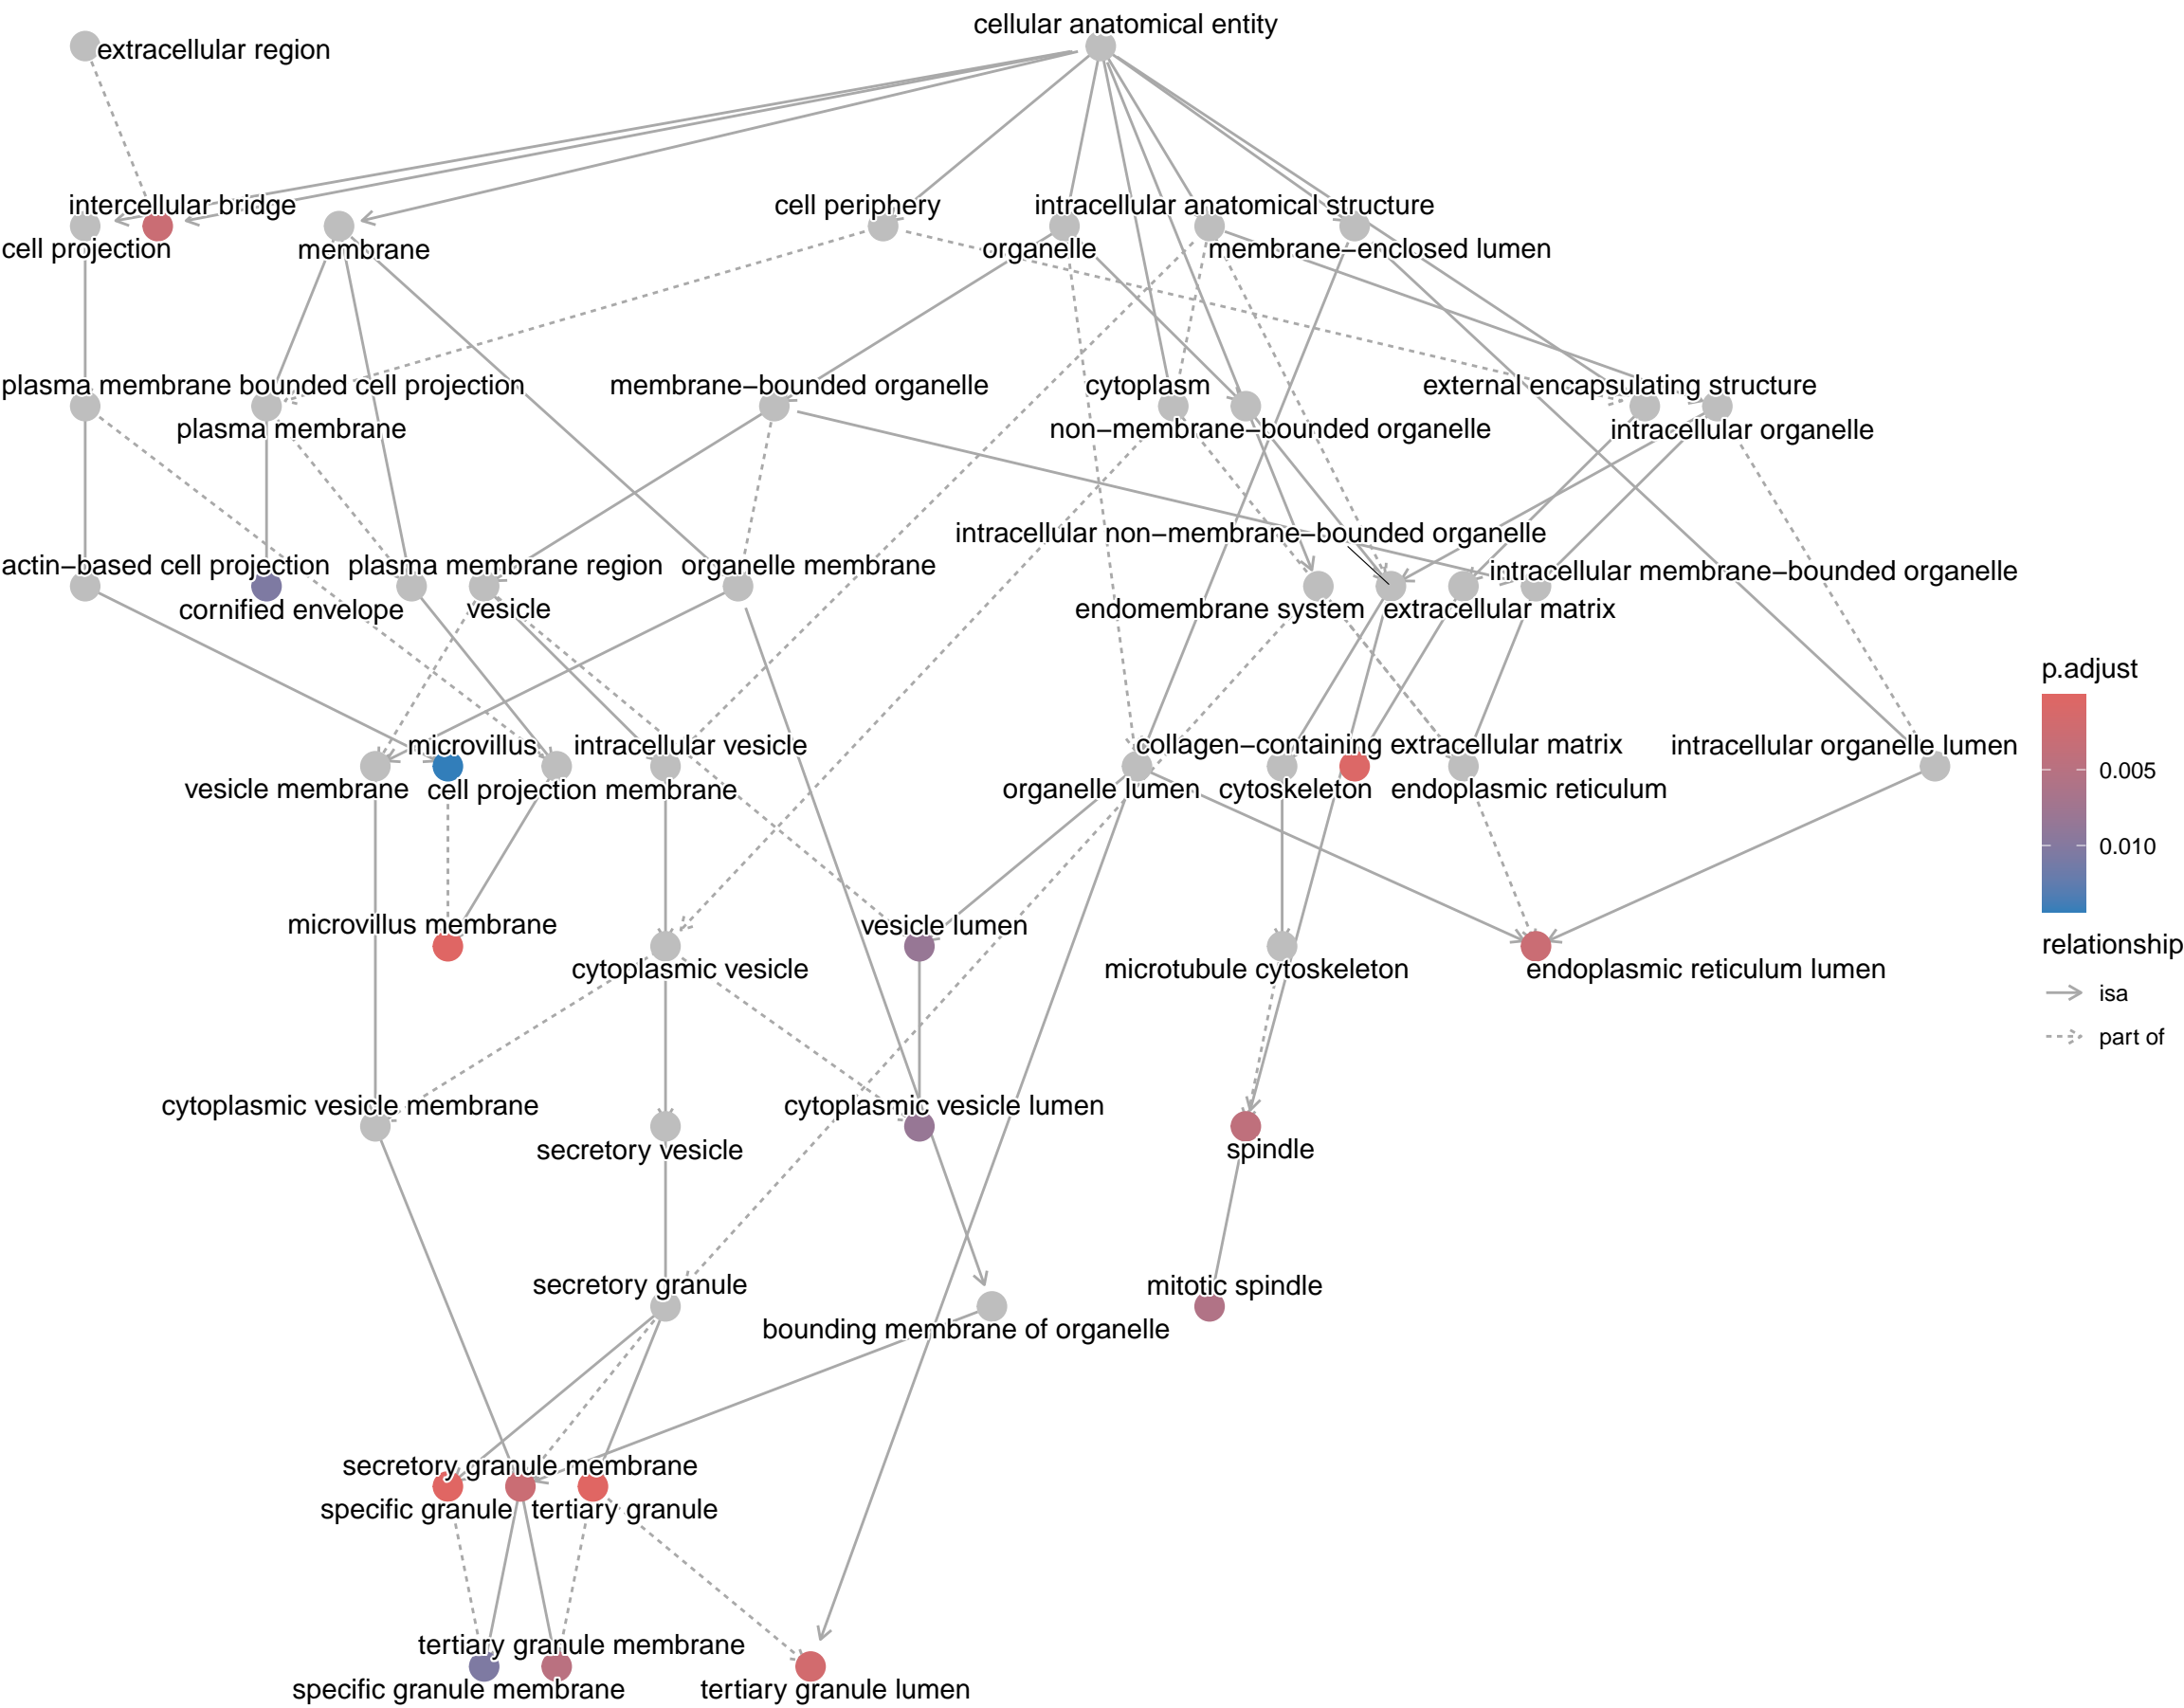 cellular anatomical entity
extracellular region
intercellular bridge
cell periphery
intracellular anatomical structure
cell projection
membrane
organelle
membrane−enclosed lumen
plasma membrane bounded cell projection
membrane−bounded organelle
cytoplasm
external encapsulating structure
plasma membrane
non−membrane−bounded organelle
intracellular organelle
intracellular non−membrane−bounded organelle
actin−based cell projection
plasma membrane region
organelle membrane
intracellular membrane−bounded organelle
cornified envelope
vesicle
endomembrane system
extracellular matrix
microvillus
intracellular vesicle
collagen−containing extracellular matrix
intracellular organelle lumen
vesicle membrane
cell projection membrane
organelle lumen
cytoskeleton
endoplasmic reticulum
microvillus membrane
vesicle lumen
cytoplasmic vesicle
microtubule cytoskeleton
endoplasmic reticulum lumen
cytoplasmic vesicle membrane
cytoplasmic vesicle lumen
secretory vesicle
spindle
secretory granule
mitotic spindle
bounding membrane of organelle
secretory granule membrane
specific granule
tertiary granule
tertiary granule membrane
specific granule membrane
tertiary granule lumen
p.adjust
0.005
0.010
relationship
isa
part of